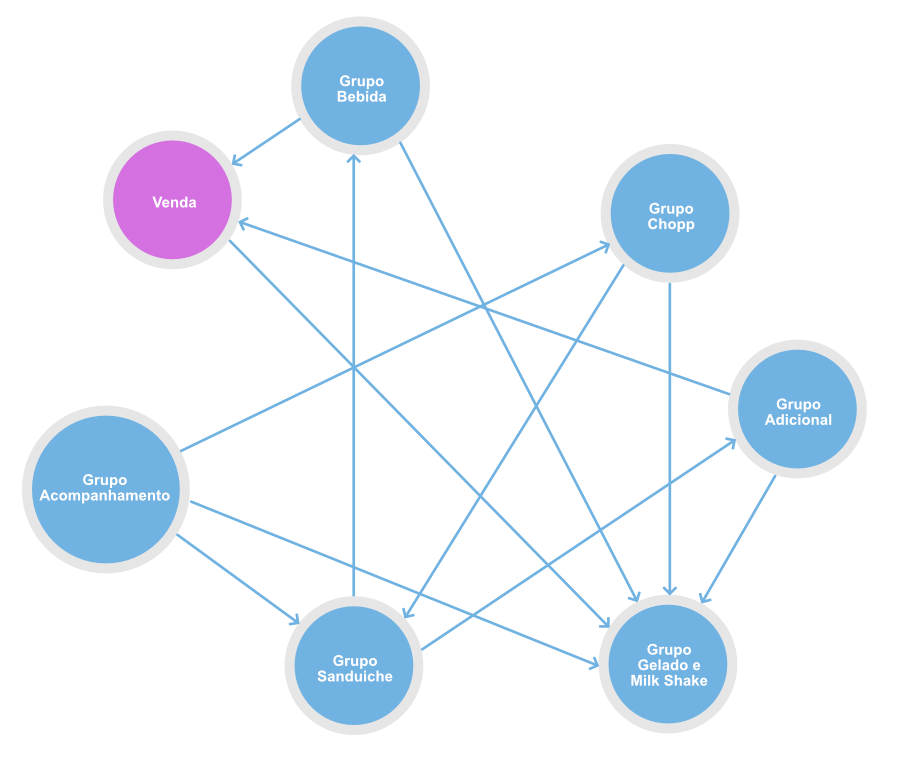 Grupo
Bebida
Venda
Grupo
Chopp
Grupo
Adicional
Grupo
Acompanhamento
Grupo
Sanduiche
Grupo
Gelado e
Milk Shake